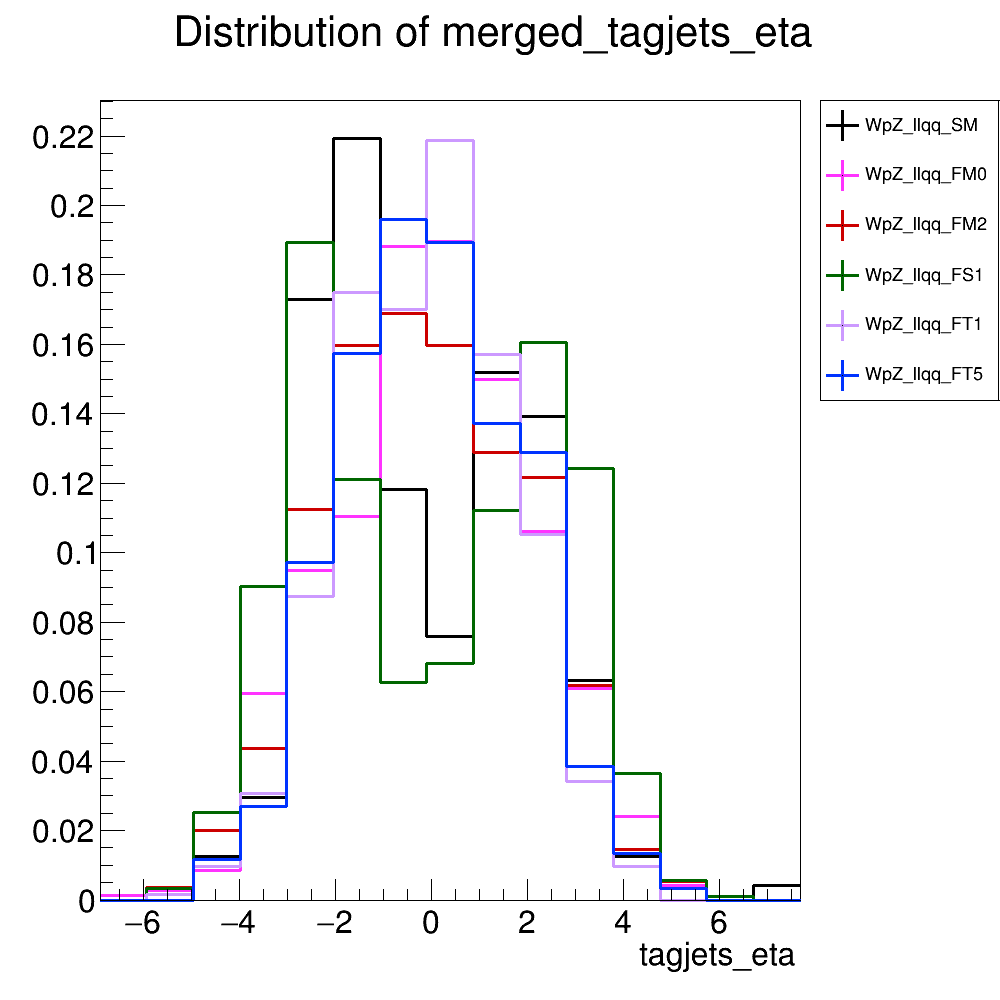 Distribution of merged_tagjets_eta
WpZ_llqq_SM
WpZ_llqq_FM0
WpZ_llqq_FM2
WpZ_llqq_FS1
WpZ_llqq_FT1
WpZ_llqq_FT5
0.22
0.2
0.18
0.16
0.14
0.12
0.1
0.08
0.06
0.04
0.02
0
−6 −4 −2 0 2 4 6
tagjets_eta